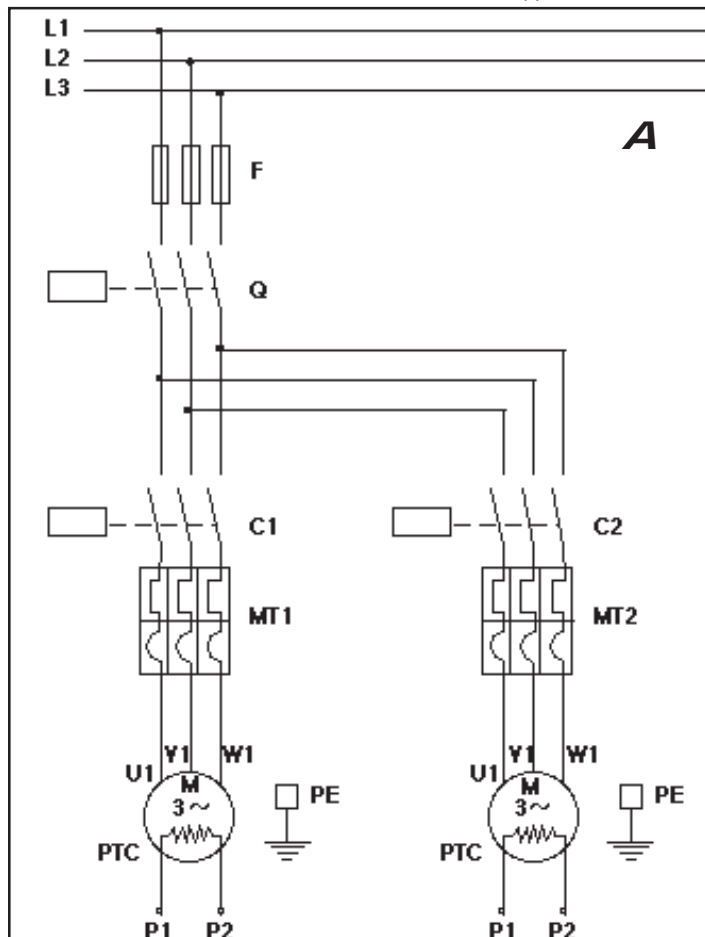 L1
L2
L3
A
F
Q
C1 C2
MT1 MT2
U1 V1 W1 U1 V1 W1
M M
3~ 3~
PE PE
PTC PTC
P1 P2 P1 P2